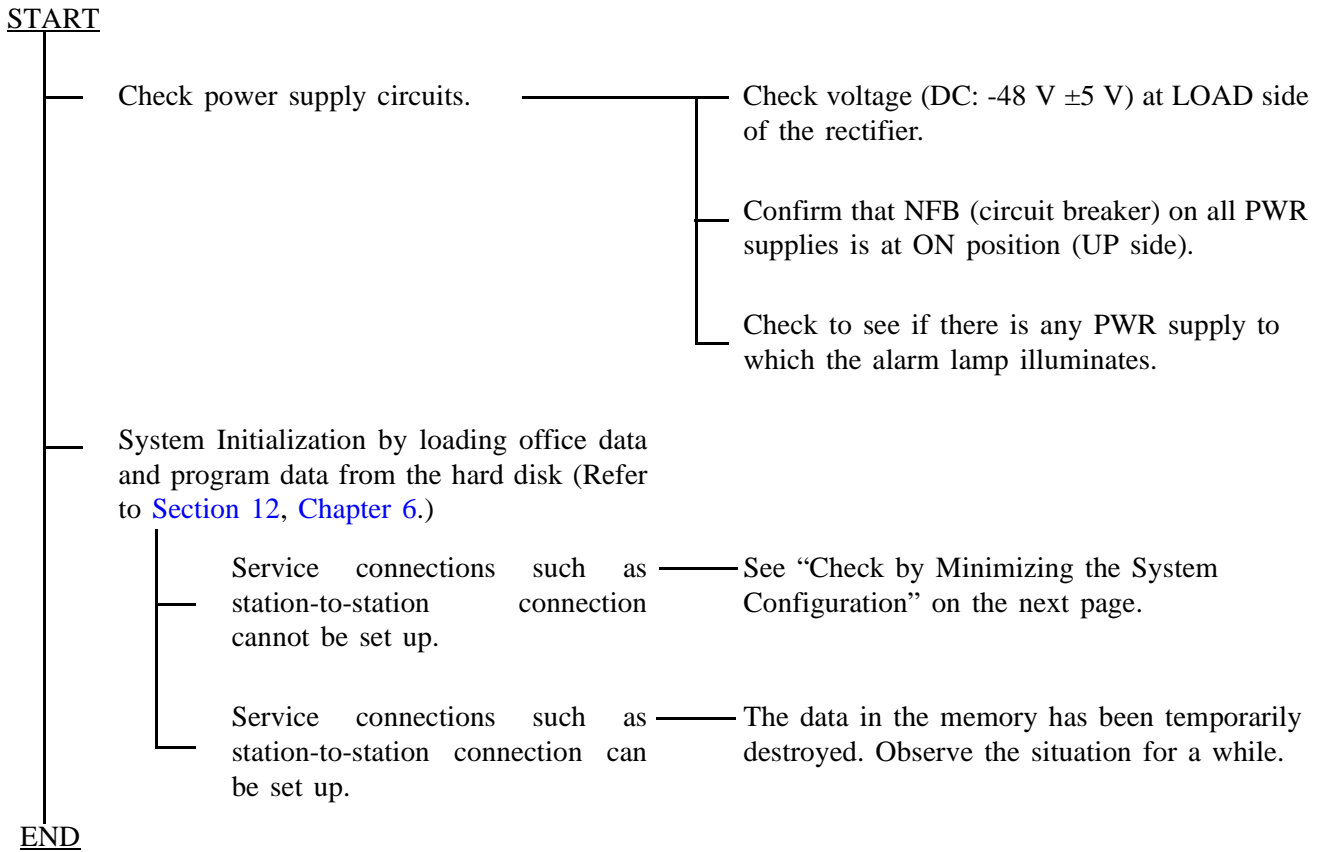 START
Check power supply circuits.
Check voltage (DC: -48 V ±5 V) at LOAD side
of the rectifier.
Confirm that NFB (circuit breaker) on all PWR
supplies is at ON position (UP side).
Check to see if there is any PWR supply to
which the alarm lamp illuminates.
System Initialization by loading office data
and program data from the hard disk (Refer
to Section 12, Chapter 6.)
Service connections such as
station-to-station connection
cannot be set up.
See “Check by Minimizing the System
Configuration” on the next page.
Service connections such as
station-to-station connection can
be set up.
The data in the memory has been temporarily
destroyed. Observe the situation for a while.
END